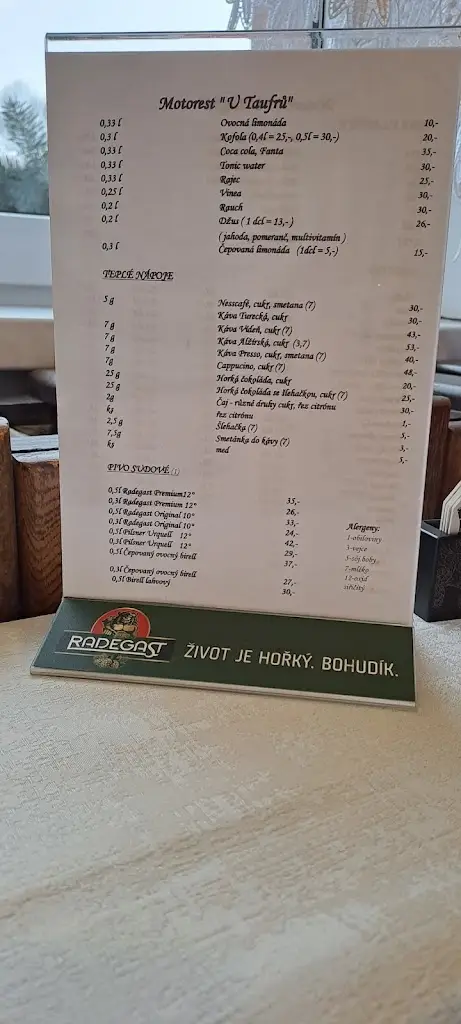 Motorest "U Taufrů"
0,33 l Ovocná limonáda 10,-
0,3 l Kofola (0,4l = 25,-, 0,5l = 30,-) 20,-
0,33 l Coca cola, Fanta 35,-
0,33 l Tonic water 30,-
0,33 l Rajec 25,-
0,25 l Vinea 30,-
0,2 l Rauch 30,-
0,2 l Džus ( 1 dcl = 13,- ) 26,-
( jahoda, pomeranč, multivitamín )
0,3 l Čepovaná limonáda (1dcl = 5,-) 15,-
TEPLÉ NÁPOJE
5 g Nesscafé, cukr, smetana (7) 30,-
7 g Káva Turecká, cukr 30,-
7 g Káva Vídeň, cukr (7) 43,-
7 g Káva Alžírská, cukr (3,7) 53,-
7g Káva Presso, cukr, smetana (7) 40,-
25 g Cappucino, cukr (7) 48,-
25 g Horká čokoláda, cukr 20,-
2g Horká čokoláda se šlehačkou, cukr (7) 25,-
ks Čaj - různé druhy cukr, řez citrónu 30,-
2,5 g řez citrónu 1,-
7,5g Šlehačka (7) 5,-
ks Smetánka do kávy (7) 3,-
med 5,-
PIVO SUDOVÉ (1)
0,5l Radegast Premium12° 35,-
0,3l Radegast Premium 12° 26,-
0,5l Radegast Original 10° 33,-
0,3l Radegast Original 10° 24,-
0,5l Pilsner Urquell 12° 42,-
0,3l Pilsner Urquell 12° 29,-
0,5l Čepovaný ovocný birell 37,-
0,3l Čepovaný ovocný birell 27,-
0,5l Birell lahvový 30,-
Alergeny:
1-obiloviny
3-vejce
5-sój.boby
7-mléko
12-oxid
siřičitý
RADEGAST ŽIVOT JE HOŘKÝ. BOHUDÍK.